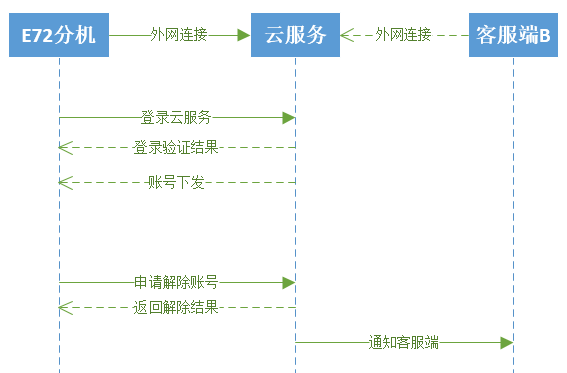 E72分机
外网连接
云服务
外网连接
客服端B
登录云服务
登录验证结果
账号下发
申请解除账号
返回解除结果
通知客服端